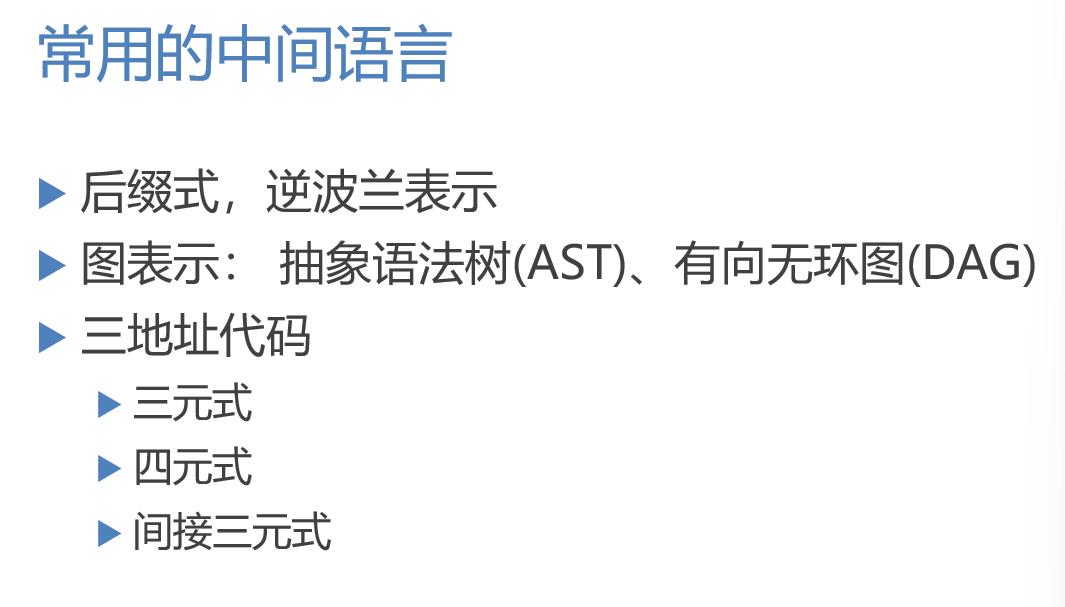 常用的中间语言
后缀式，逆波兰表示
图表示： 抽象语法树(AST)、有向无环图(DAG)
三地址代码
三元式
四元式
间接三元式